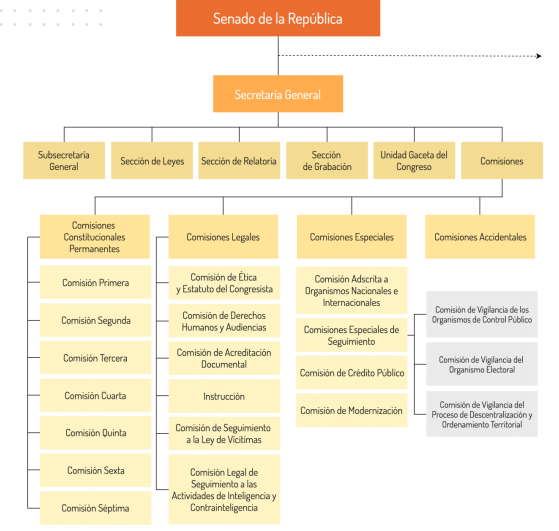 Senado de la República
Secretaría General
Subsecretaría
General
Sección de Leyes
Sección de Relatoría
Sección
de Grabación
Unidad Gaceta del
Congreso
Comisiones
Comisiones
Constitucionales
Permanentes
Comisiones Legales
Comisiones Especiales
Comisiones Accidentales
Comisión Primera
Comisión Segunda
Comisión Tercera
Comisión Cuarta
Comisión Quinta
Comisión Sexta
Comisión Séptima
Comisión de Ética
y Estatuto del Congresista
Comisión de Derechos
Humanos y Audiencias
Comisión de Acreditación
Documental
Instrucción
Comisión de Seguimiento
a la Ley de Vícitimas
Comisión Legal de
Seguimiento a las
Actividades de Inteligencia y
Contrainteligencia
Comisión Adscrita a
Organismos Nacionales e
Internacionales
Comisiones Especiales de
Seguimiento
Comisión de Crédito Público
Comisión de Modernización
Comisión de Vigilancia de los
Organismos de Control Público
Comisión de Vigilancia del
Organismo Electoral
Comisión de Vigilancia del
Proceso de Descentralización y
Ordenamiento Territorial